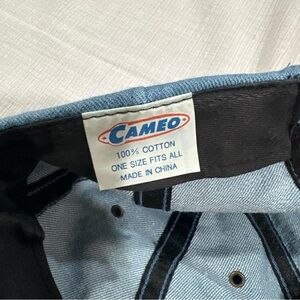 CAMEO
100% COTTON
ONE SIZE FITS ALL
MADE IN CHINA